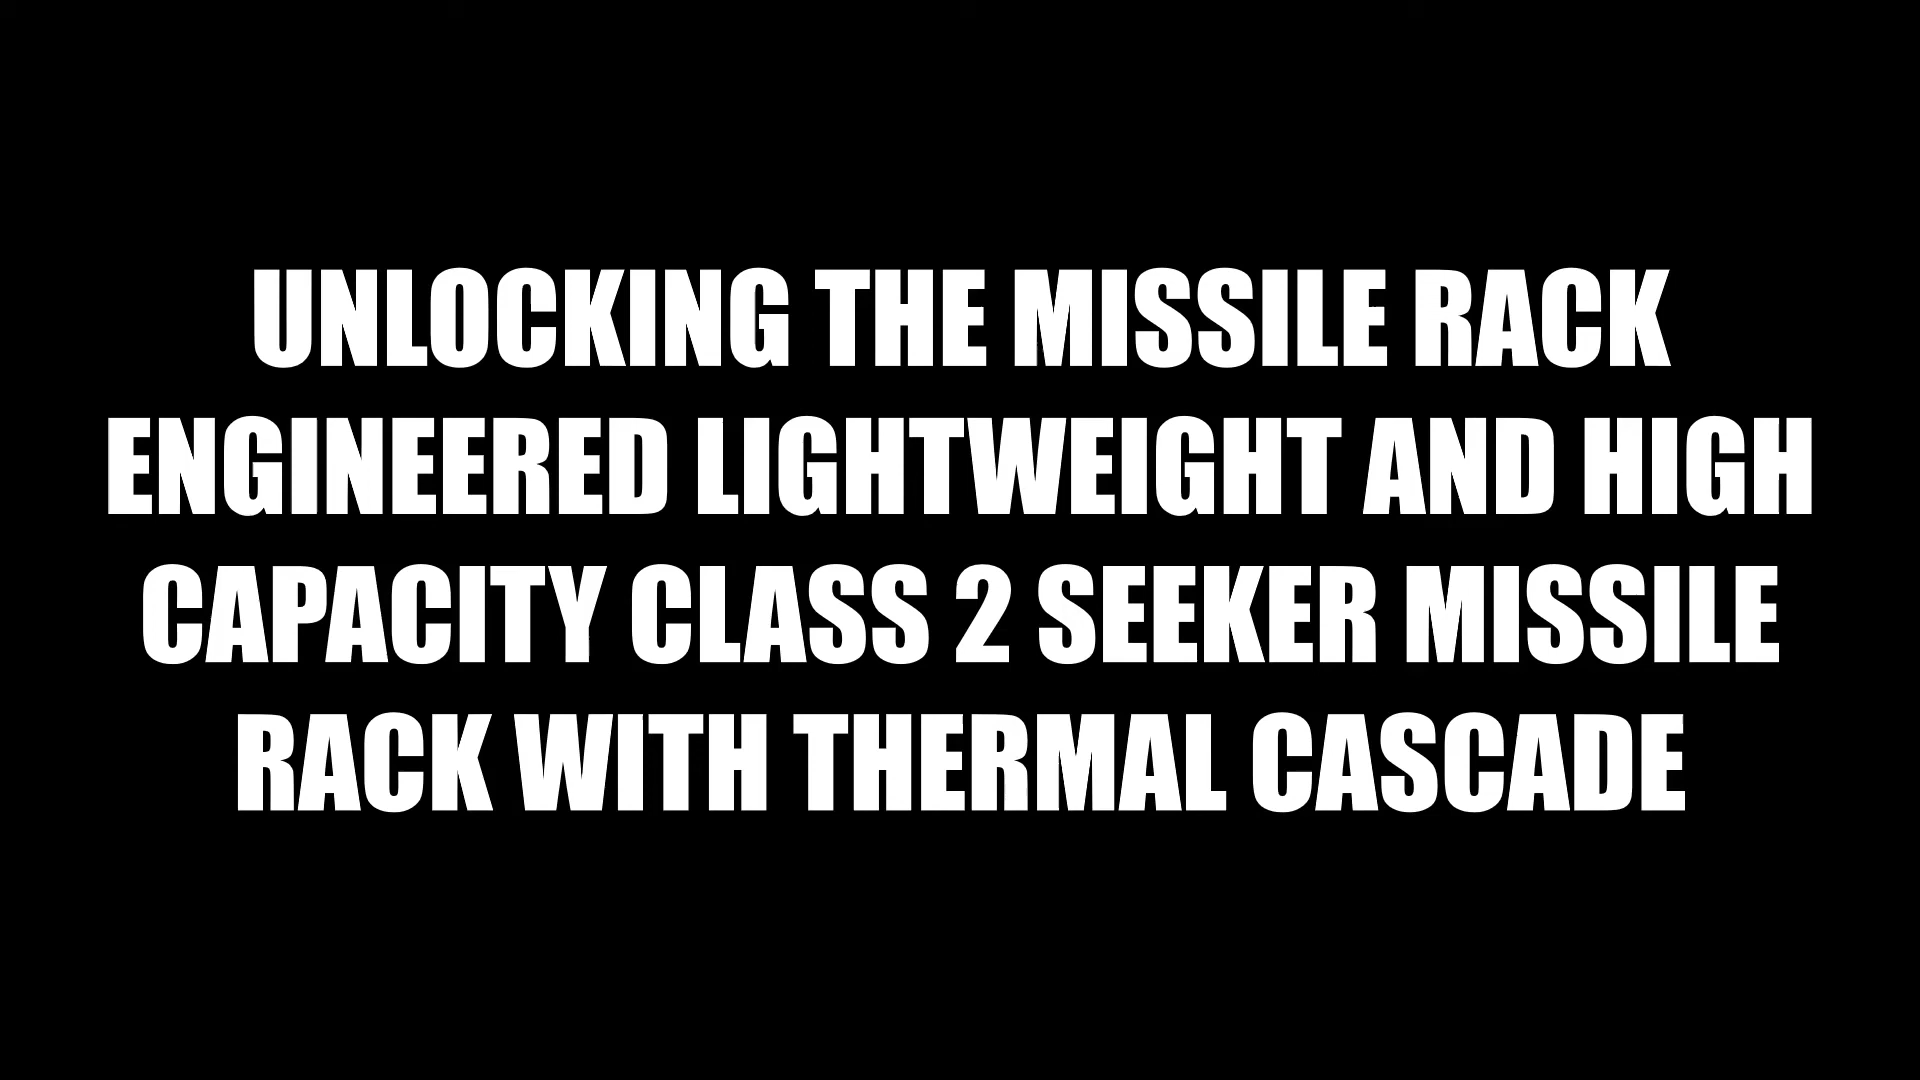 UNLOCKING THE MISSILE RACK
ENGINEERED LIGHTWEIGHT AND HIGH
CAPACITY CLASS 2 SEEKER MISSILE
RACK WITH THERMAL CASCADE